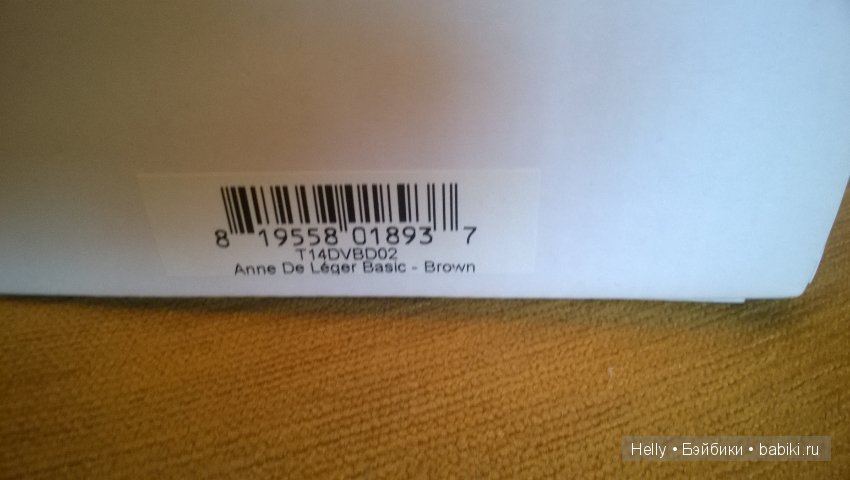 8 19558 01893 7
T14DVBD02
Anne De Léger Basic - Brown
Helly • Бэйбики • babiki.ru